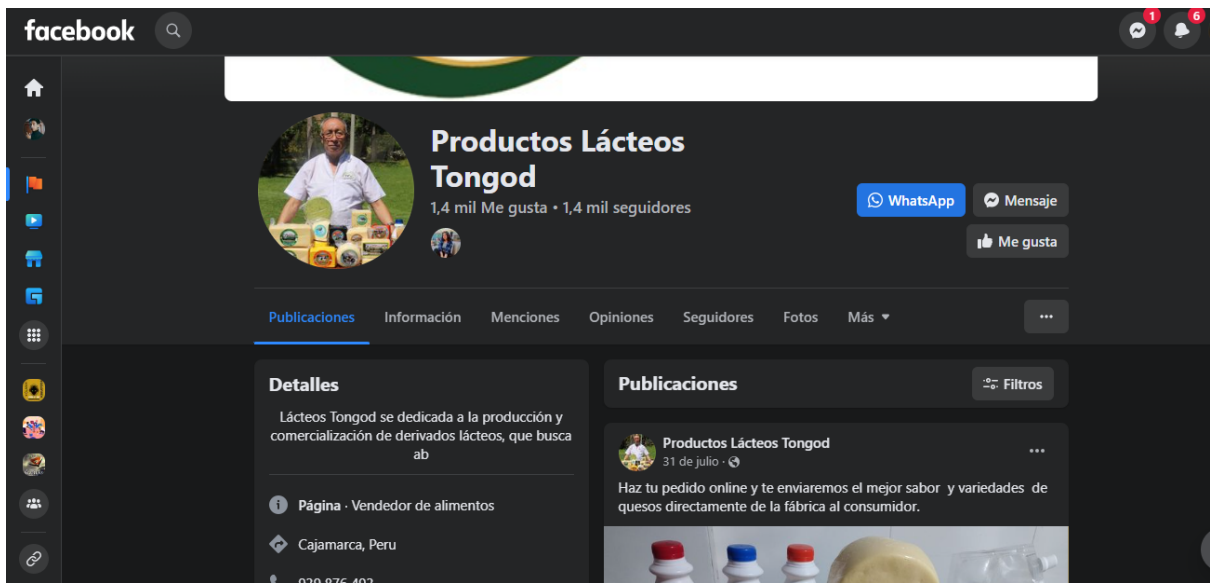 facebook
1
6
Productos Lácteos
Tongod
1,4 mil Me gusta • 1,4 mil seguidores
WhatsApp
Mensaje
Me gusta
Publicaciones
Información
Menciones
Opiniones
Seguidores
Fotos
Más
Detalles
Lácteos Tongod se dedicada a la producción y
comercialización de derivados lácteos, que busca
ab
Página · Vendedor de alimentos
Cajamarca, Peru
Publicaciones
Filtros
Productos Lácteos Tongod
31 de julio ·
Haz tu pedido online y te enviaremos el mejor sabor y variedades de
quesos directamente de la fábrica al consumidor.